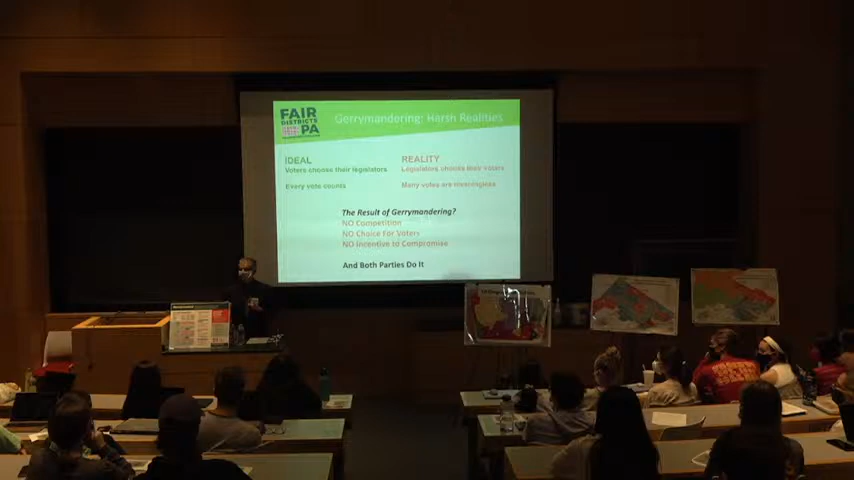 FAIR
DISTRICTS
PA
Gerrymandering: Harsh Realities
IDEAL
Voters choose their legislators
Every vote counts
REALITY
Legislators choose their voters
Many votes are meaningless
The Result of Gerrymandering?
NO Competition
NO Choice For Voters
NO Incentive to Compromise
And Both Parties Do It